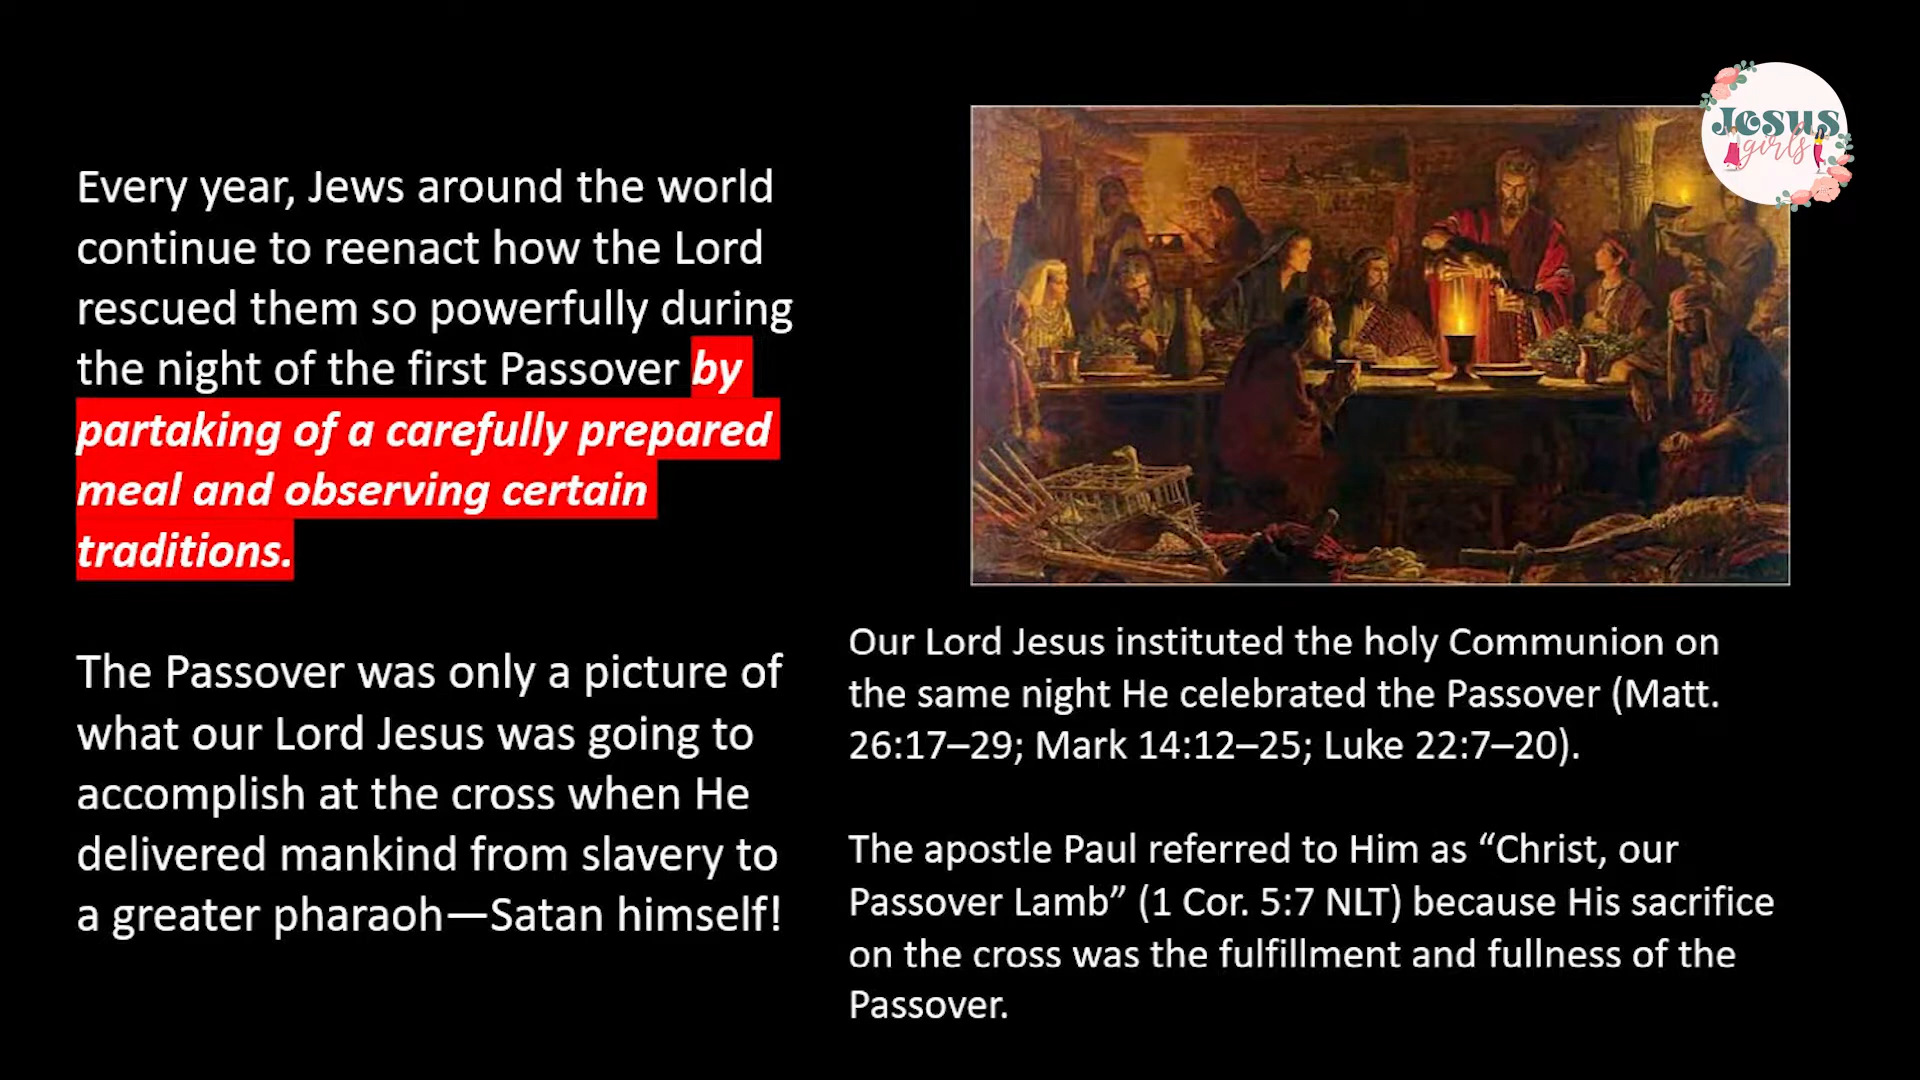 Jesus
girls
Every year, Jews around the world
continue to reenact how the Lord
rescued them so powerfully during
the night of the first Passover by
partaking of a carefully prepared
meal and observing certain
traditions.
The Passover was only a picture of
what our Lord Jesus was going to
accomplish at the cross when He
delivered mankind from slavery to
a greater pharaoh—Satan himself!
Our Lord Jesus instituted the holy Communion on
the same night He celebrated the Passover (Matt.
26:17–29; Mark 14:12–25; Luke 22:7–20).
The apostle Paul referred to Him as “Christ, our
Passover Lamb” (1 Cor. 5:7 NLT) because His sacrifice
on the cross was the fulfillment and fullness of the
Passover.